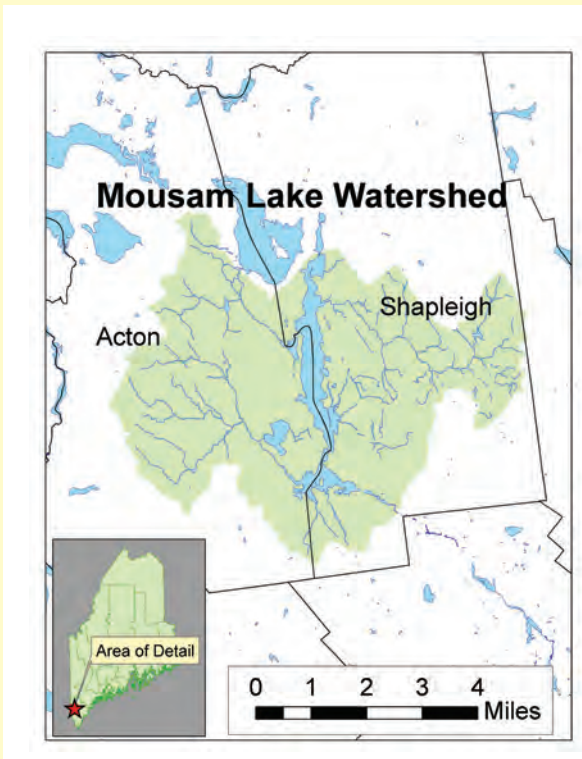 Mousam Lake Watershed
Shapleigh
Acton
Area of Detail
0 1 2 3 4
Miles